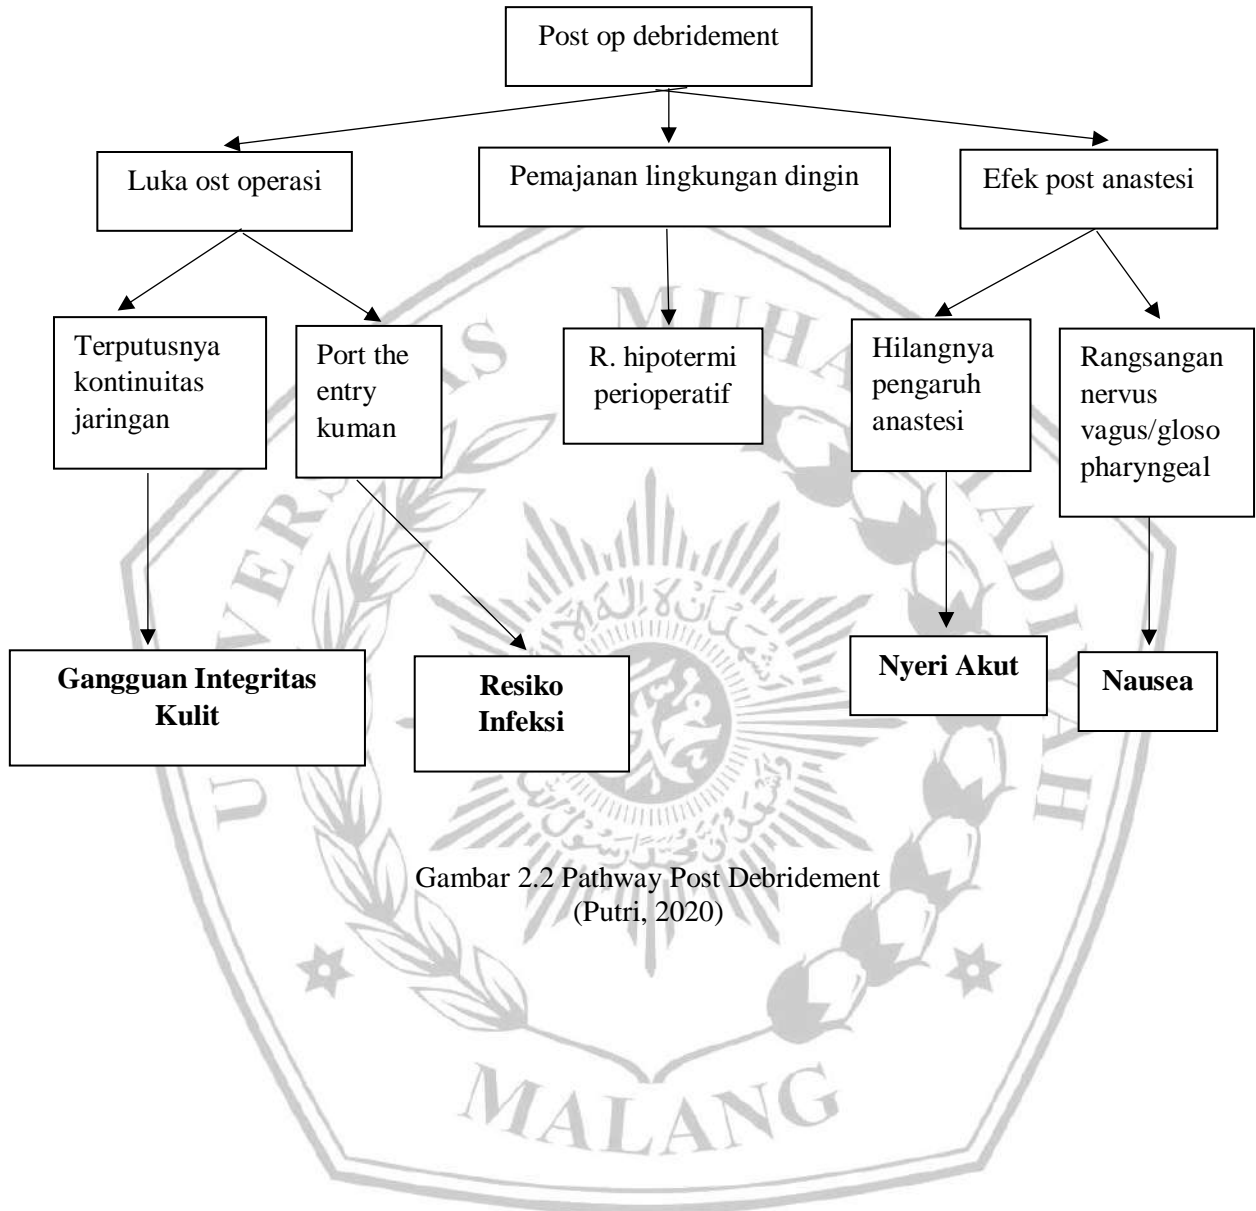 Post op debridement
Luka ost operasi
Pemajanan lingkungan dingin
Efek post anastesi
Terputusnya
kontinuitas
jaringan
Port the
entry
kuman
R. hipotermi
perioperatif
Hilangnya
pengaruh
anastesi
Rangsangan
nervus
vagus/gloso
pharyngeal
Gangguan Integritas
Kulit
Resiko
Infeksi
Nyeri Akut
Nausea
Gambar 2.2 Pathway Post Debridement
(Putri, 2020)
MALANG